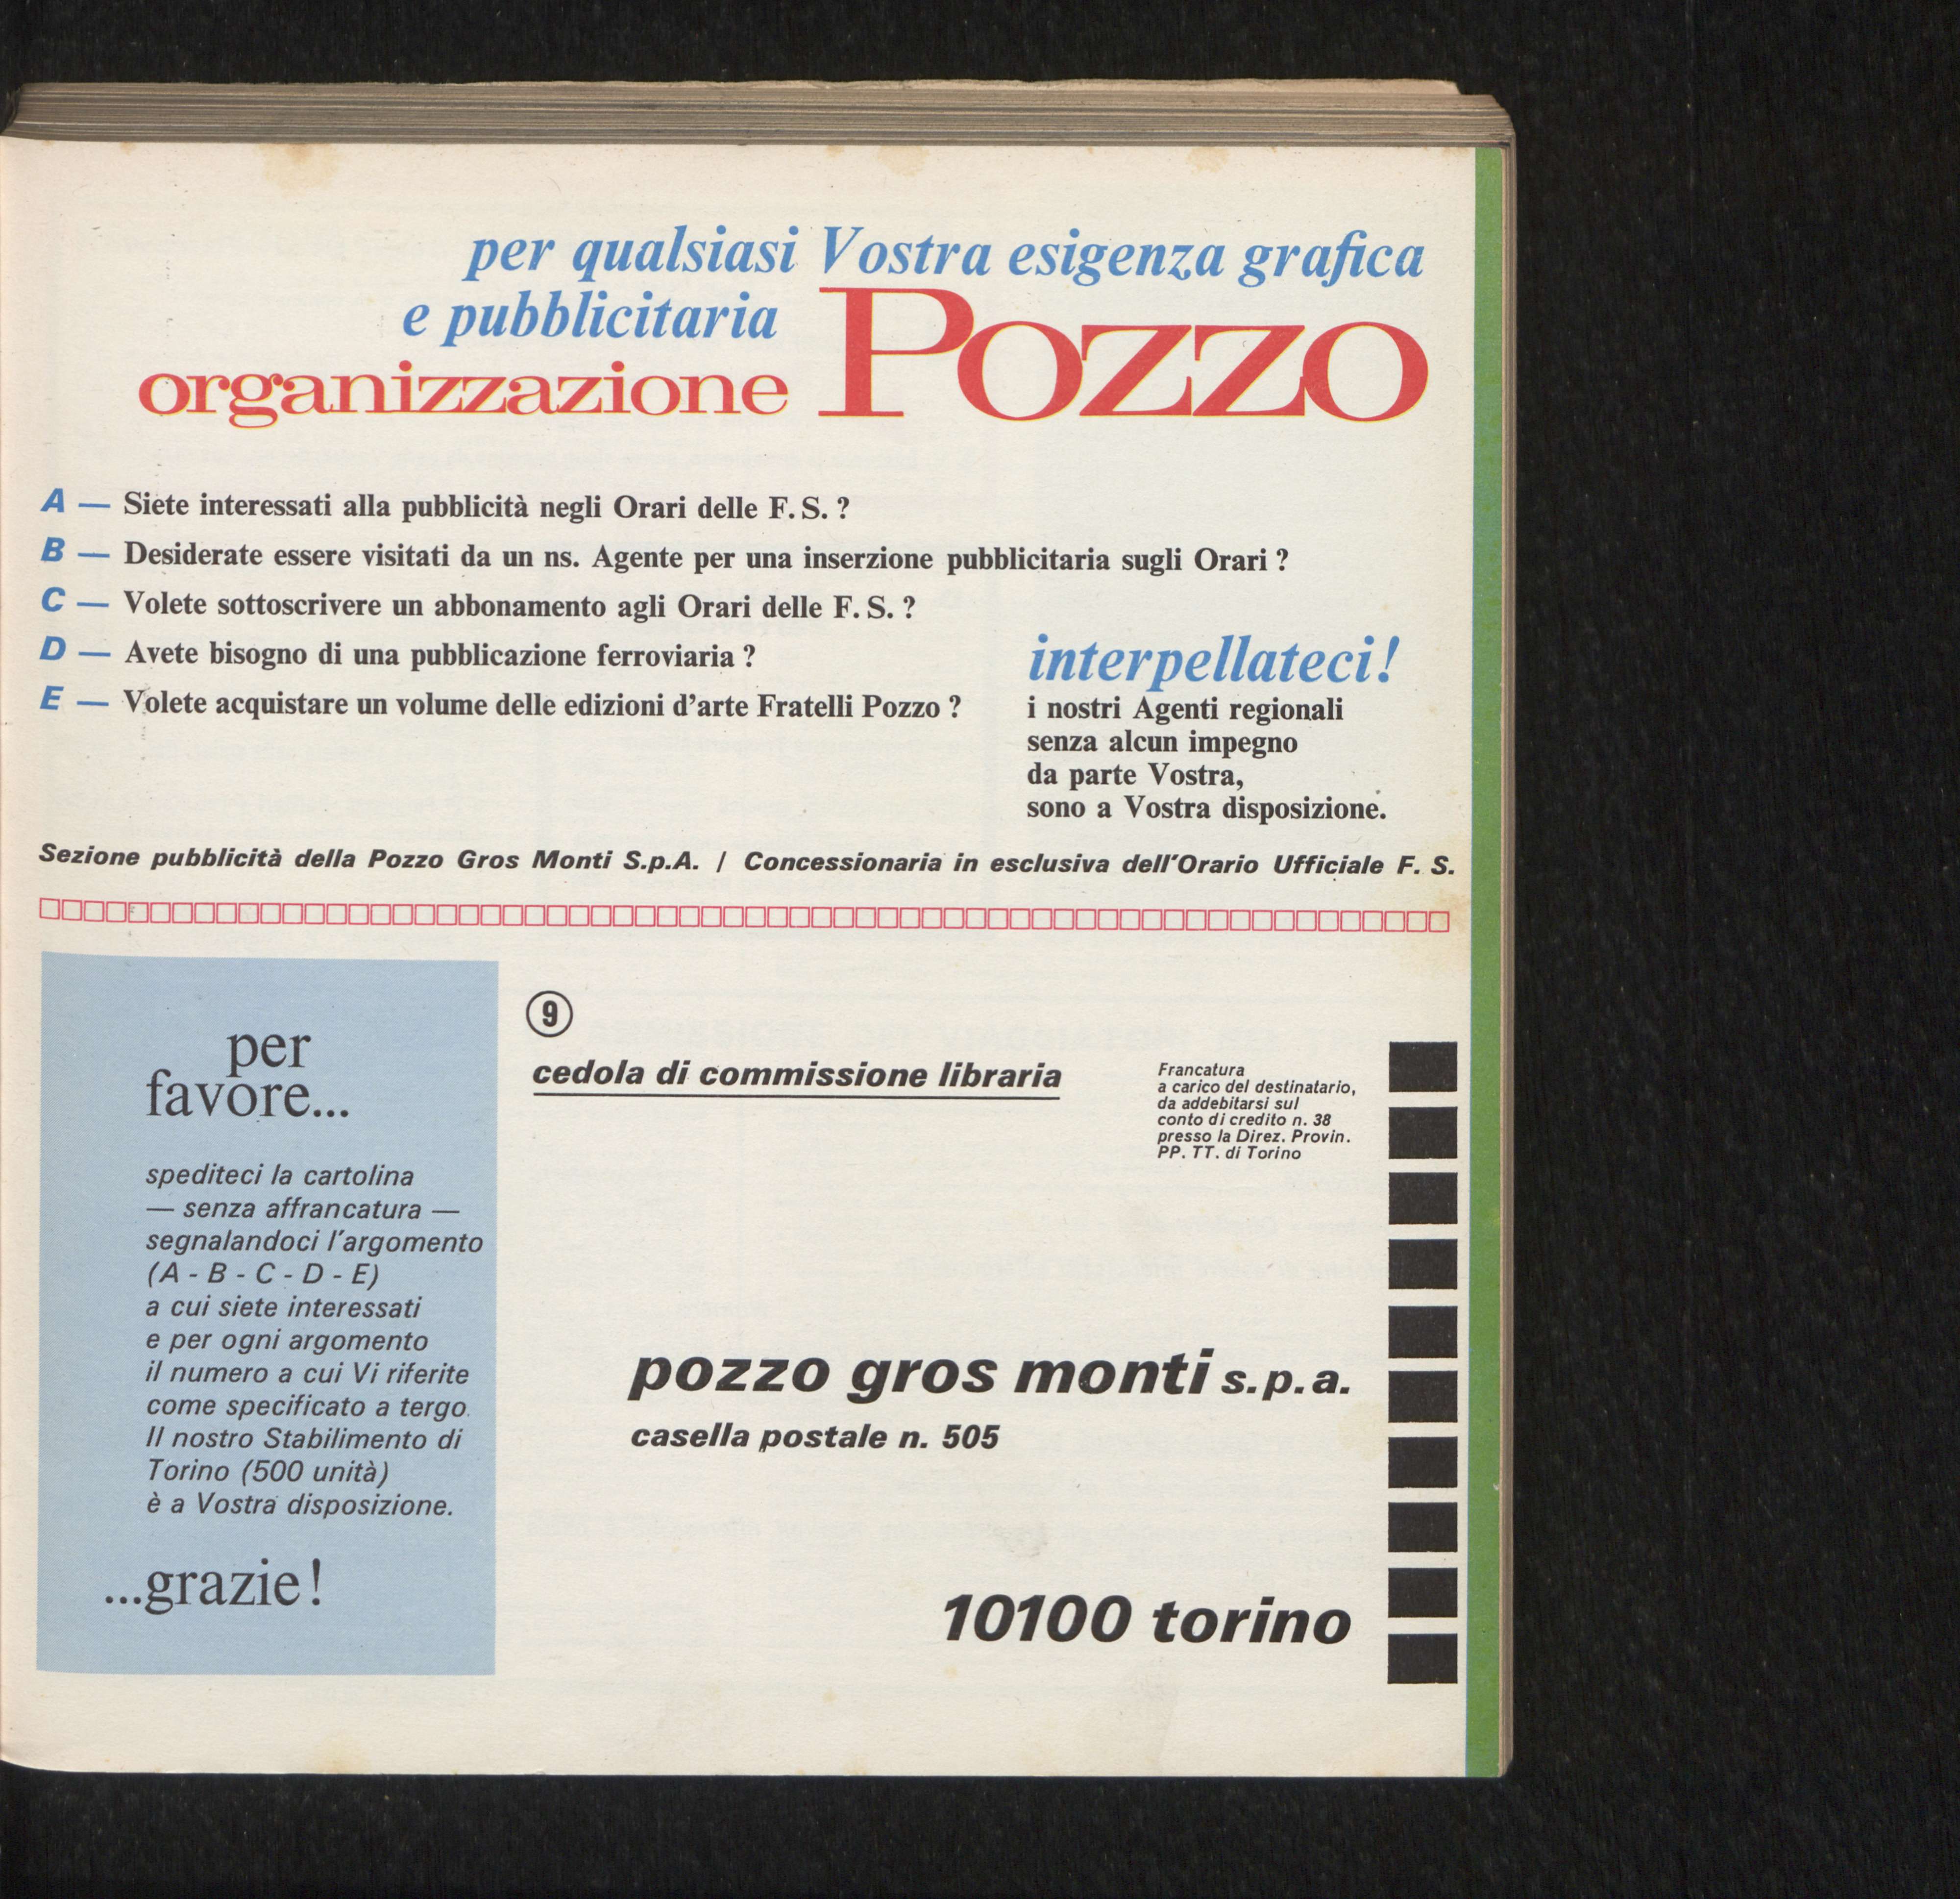 per qualsiasi Vostra esigenza grafica
e pubblicitaria
organizzazione Pozzo
A — Siete interessati alla pubblicità negli Orari delle F. S. ?
B — Desiderate essere visitati da un ns. Agente per una inserzione pubblicitaria sugli Orari ?
C — Volete sottoscrivere un abbonamento agli Orari delle F. S. ?
D — Avete bisogno di una pubblicazione ferroviaria ?
E — Volete acquistare un volume delle edizioni d'arte Fratelli Pozzo ?
interpellateci!
i nostri Agenti regionali
senza alcun impegno
da parte Vostra,
sono a Vostra disposizione.
Sezione pubblicità della Pozzo Gros Monti S.p.A. / Concessionaria in esclusiva dell'Orario Ufficiale F. S.
per
favore...
spediteci la cartolina
— senza affrancatura —
segnalandoci l'argomento
(A - B - C - D - E)
a cui siete interessati
e per ogni argomento
il numero a cui Vi riferite
come specificato a tergo.
Il nostro Stabilimento di
Torino (500 unità)
è a Vostra disposizione.
...grazie!
9
cedola di commissione libraria
Francatura
a carico del destinatario,
da addebitarsi sul
conto di credito n. 38
presso la Direz. Provin.
PP. TT. di Torino
pozzo gros monti s.p.a.
casella postale n. 505
10100 torino